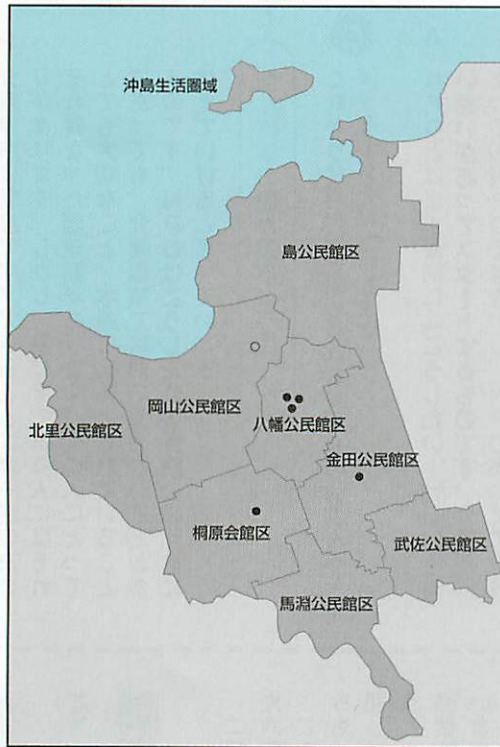 沖島生活圏域
島公民館区
岡山公民館区
八幡公民館区
北里公民館区
金田公民館区
桐原会館区
武佐公民館区
馬淵公民館区